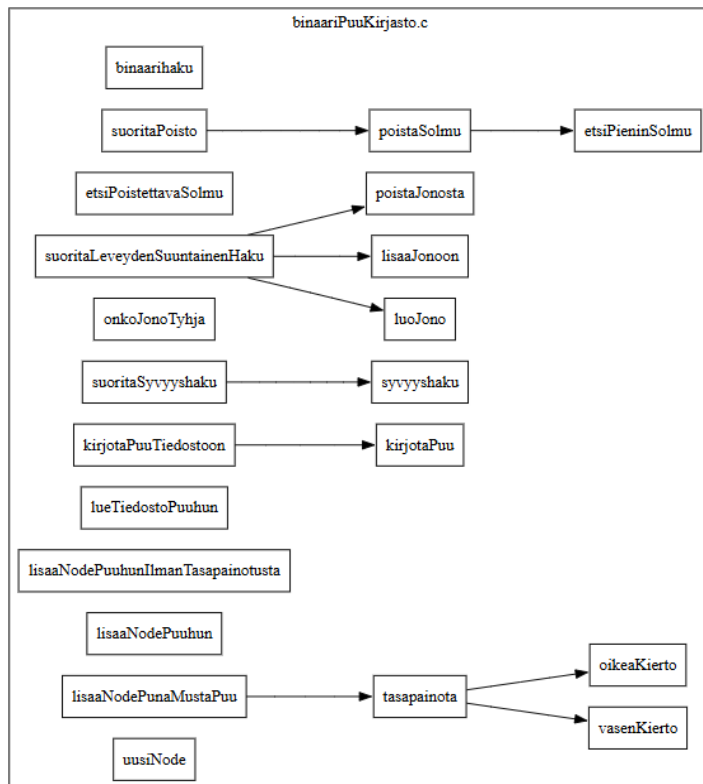 binaariPuuKirjasto.c
binaarihaku
suoritaPoisto
poistaSolmu
etsiPieninSolmu
etsiPoistettavaSolmu
poistaJonosta
suoritaLeveydenSuuntainenHaku
lisaaJonoon
onkoJonoTyhja
luoJono
suoritaSyvyyshaku
syvyyshaku
kirjotaPuuTiedostoon
kirjotaPuu
lueTiedostoPuuhun
lisaaNodePuuhunIlmanTasapainotusta
lisaaNodePuuhun
oikeaKierto
lisaaNodePunaMustaPuu
tasapainota
vasenKierto
uusiNode